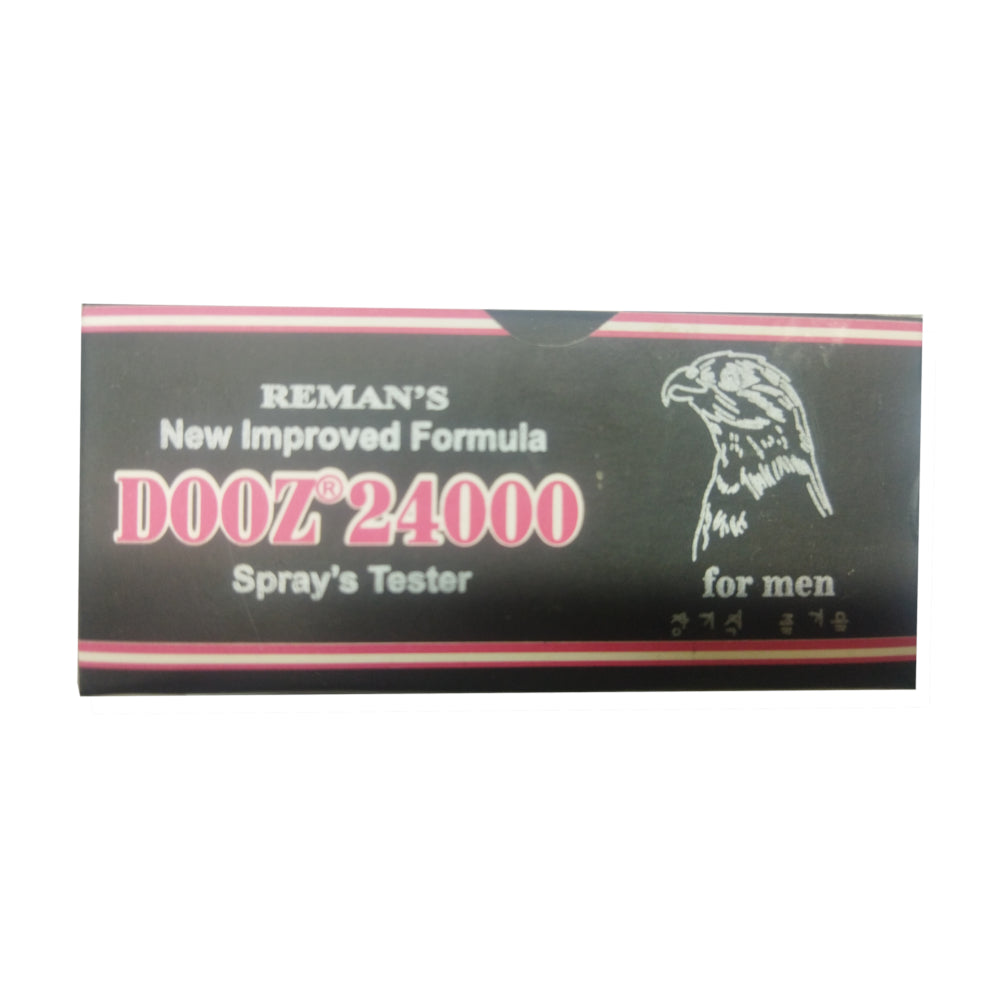 REMAN'S
New Improved Formula
DOOZ® 24000
Spray's Tester
for men